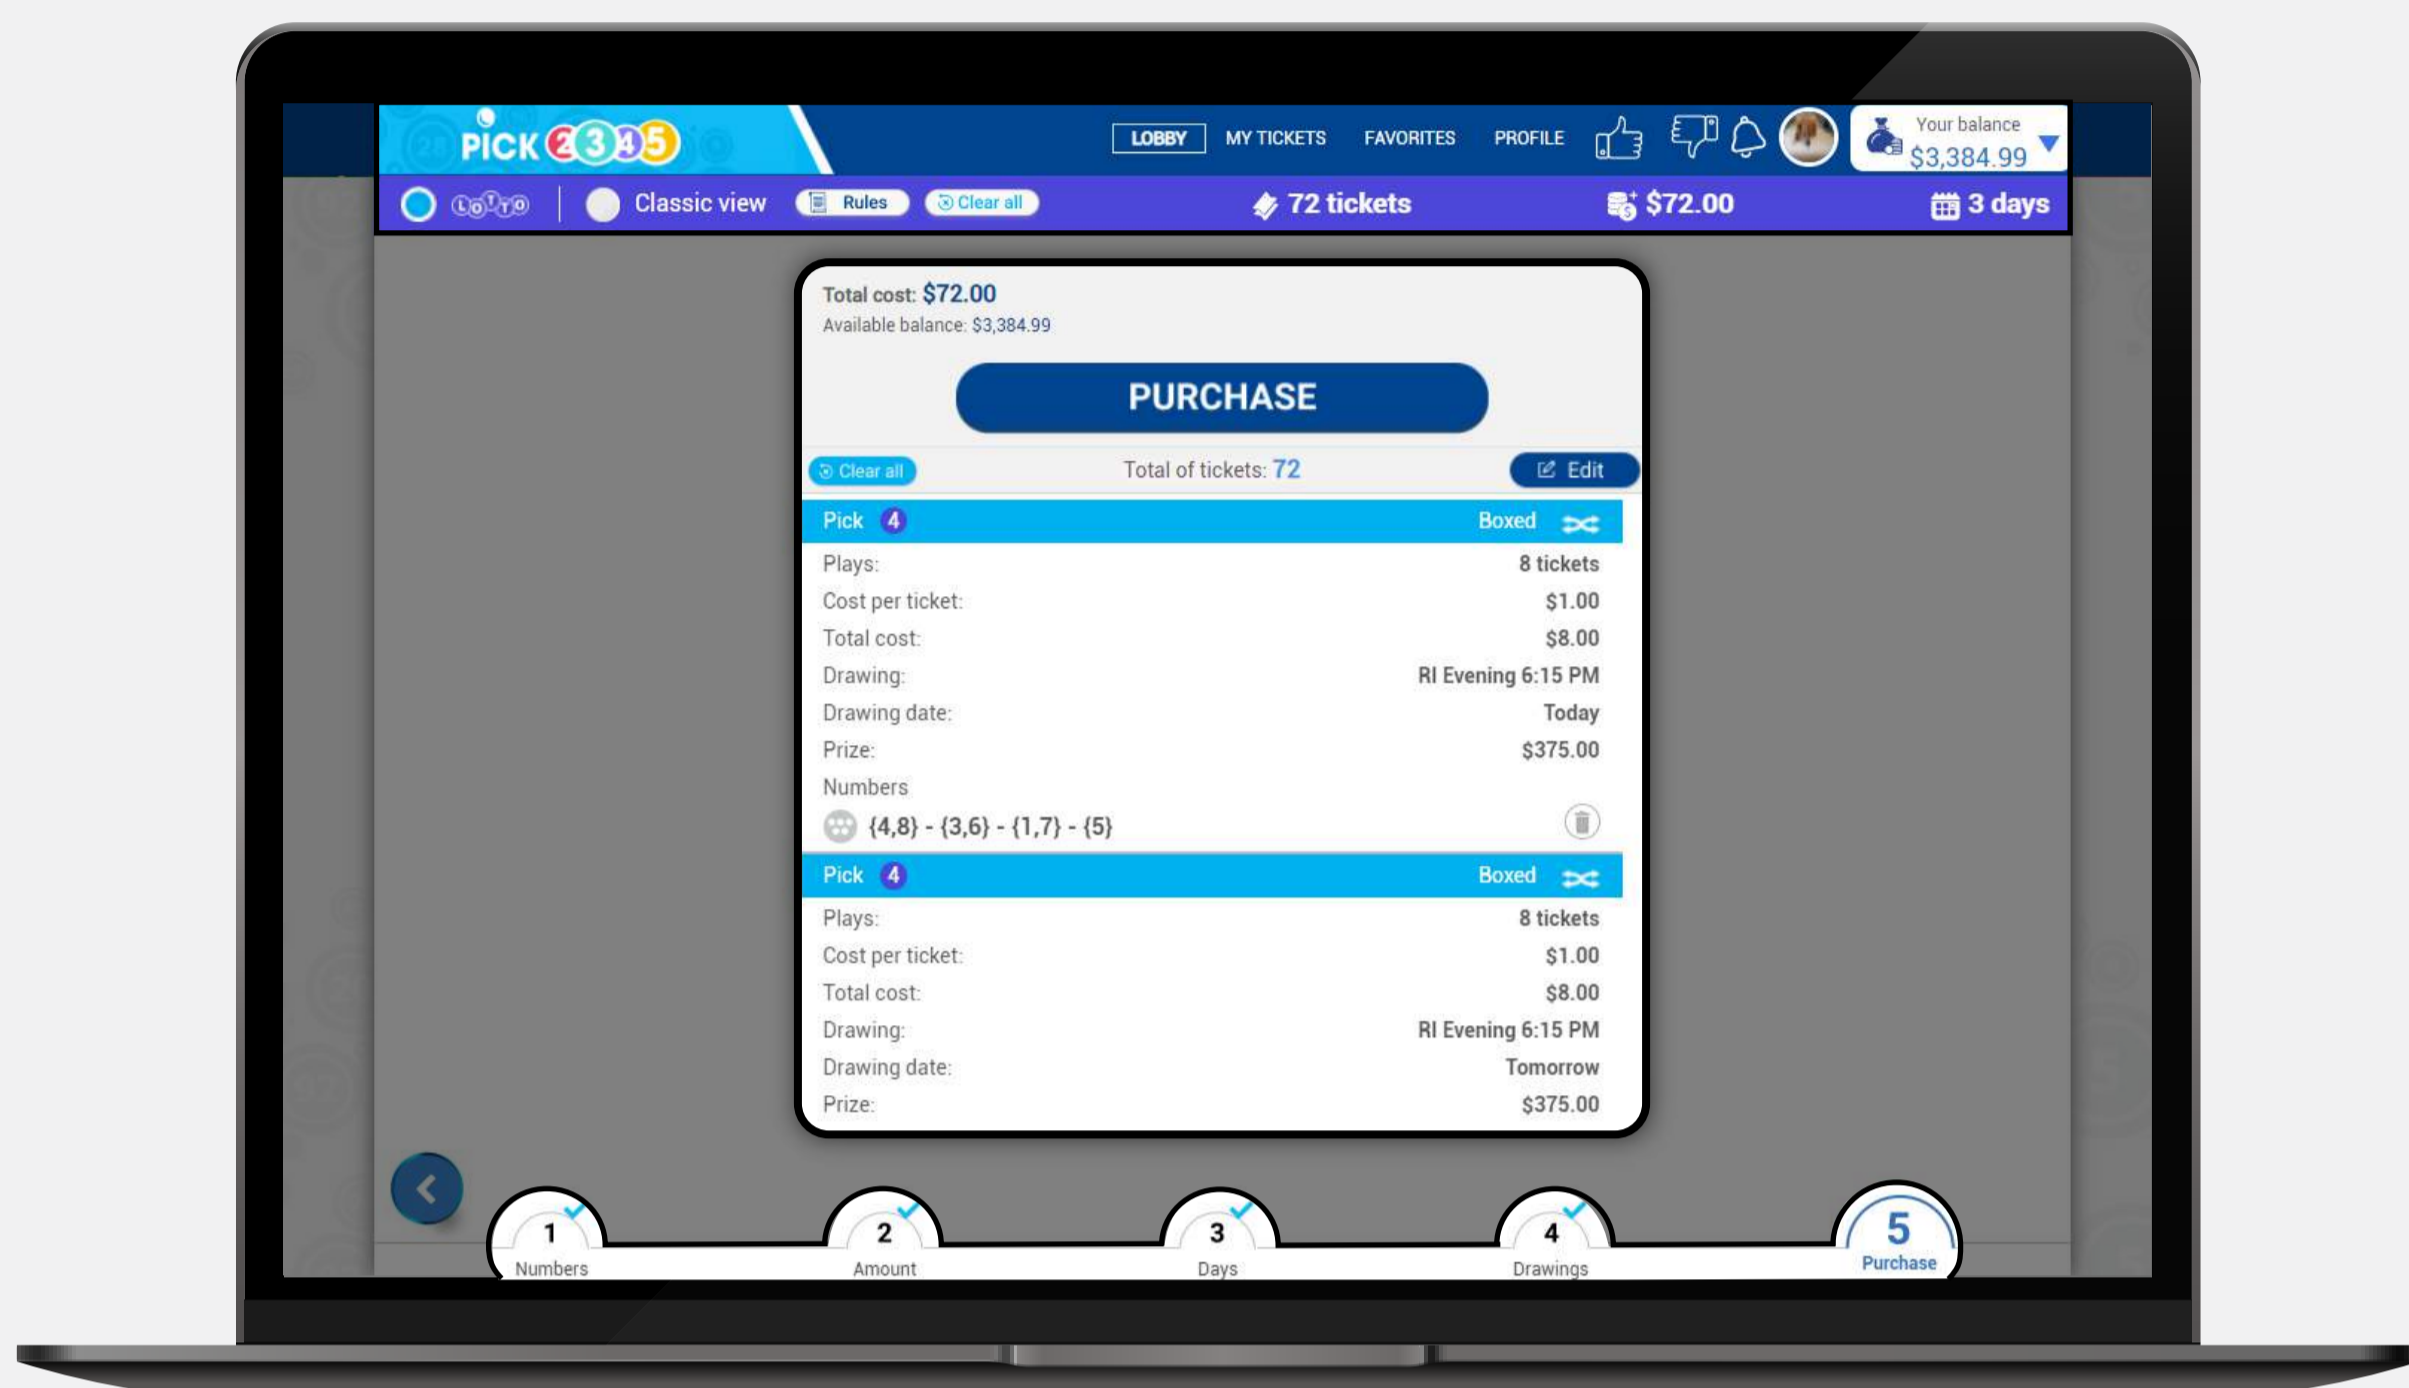 PiCK 2345
LOBBY MY TICKETS FAVORITES PROFILE
Your balance
$3,384.99
LOTTO Classic view Rules Clear all 72 tickets $72.00 3 days
Total cost: $72.00
Available balance: $3,384.99
PURCHASE
Clear all Total of tickets: 72 Edit
Pick 4 Boxed
Plays: 8 tickets
Cost per ticket: $1.00
Total cost: $8.00
Drawing: RI Evening 6:15 PM
Drawing date: Today
Prize: $375.00
Numbers
{4,8} - {3,6} - {1,7} - {5}
Pick 4 Boxed
Plays: 8 tickets
Cost per ticket: $1.00
Total cost: $8.00
Drawing: RI Evening 6:15 PM
Drawing date: Tomorrow
Prize: $375.00
1 2 3 4 5
Numbers Amount Days Drawings Purchase